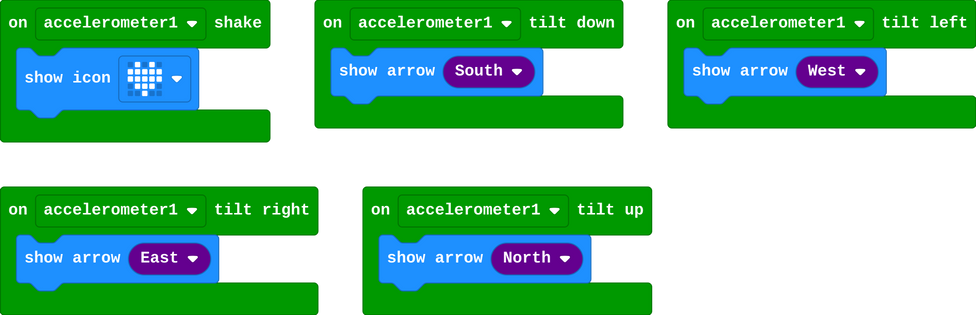 on accelerometer1 shake
show icon
on accelerometer1 tilt down
show arrow South
on accelerometer1 tilt left
show arrow West
on accelerometer1 tilt right
show arrow East
on accelerometer1 tilt up
show arrow North